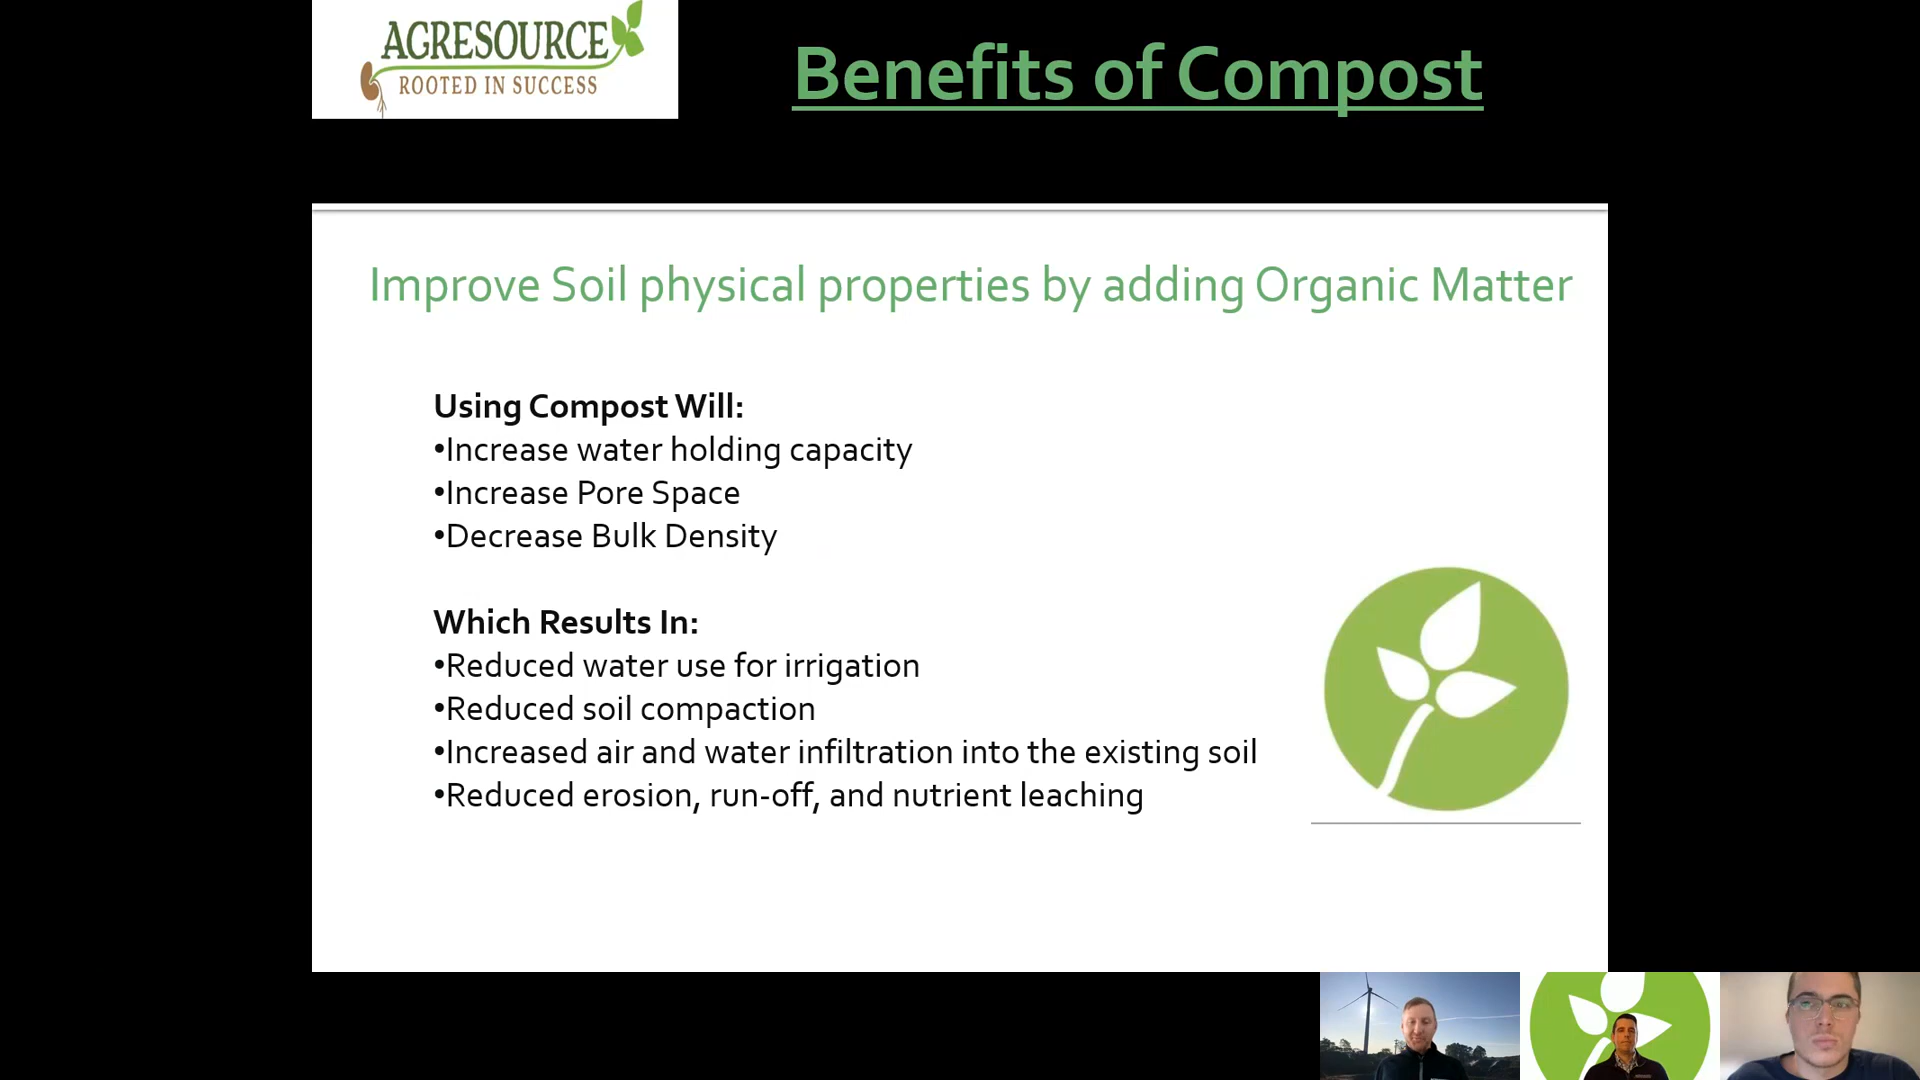 AGRESOURCE
ROOTED IN SUCCESS
Benefits of Compost
Improve Soil physical properties by adding Organic Matter
Using Compost Will:
•Increase water holding capacity
•Increase Pore Space
•Decrease Bulk Density
Which Results In:
•Reduced water use for irrigation
•Reduced soil compaction
•Increased air and water infiltration into the existing soil
•Reduced erosion, run-off, and nutrient leaching